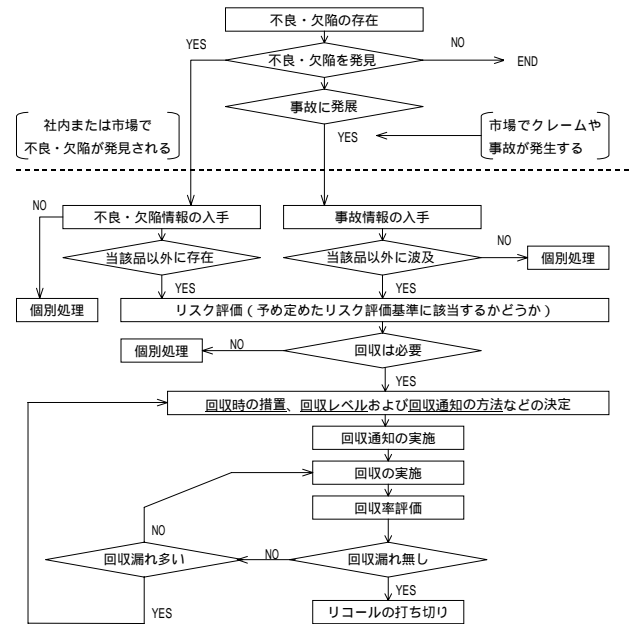 不良・欠陥の存在
YES
不良・欠陥を発見
NO
END
事故に発展
社内または市場で
不良・欠陥が発見される
YES
市場でクレームや
事故が発生する
NO
不良・欠陥情報の入手
事故情報の入手
当該品以外に存在
当該品以外に波及
NO
個別処理
YES
YES
個別処理
リスク評価(予め定めたリスク評価基準に該当するかどうか)
個別処理
NO
回収は必要
YES
回収時の措置、回収レベルおよび回収通知の方法などの決定
回収通知の実施
回収の実施
回収率評価
NO
回収漏れ多い
NO
回収漏れ無し
YES
YES
リコールの打ち切り